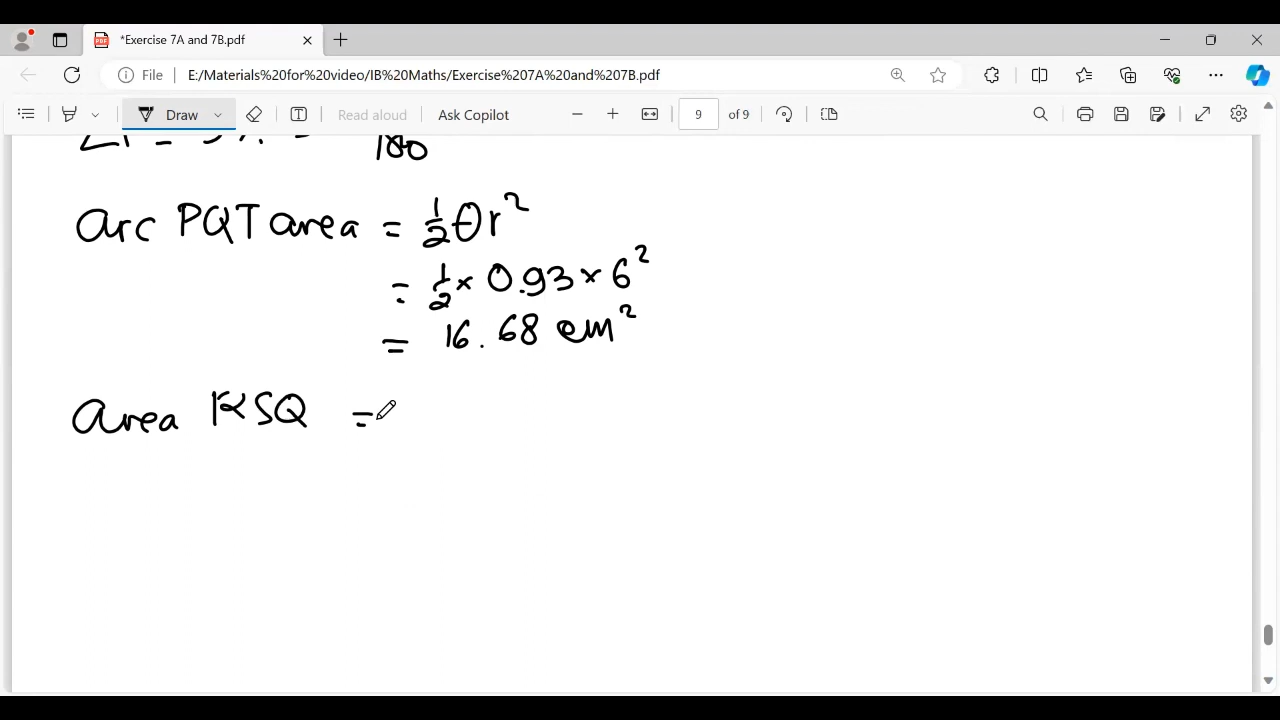 *Exercise 7A and 7B.pdf
File E:/Materials%20for%20video/IB%20Maths/Exercise%207A%20and%207B.pdf
Draw Read aloud Ask Copilot 9 of 9
180
Arc PQT area = 1/2 θr²
= 1/2 × 0.93 × 6²
= 16.68 cm²
Area RSQ =